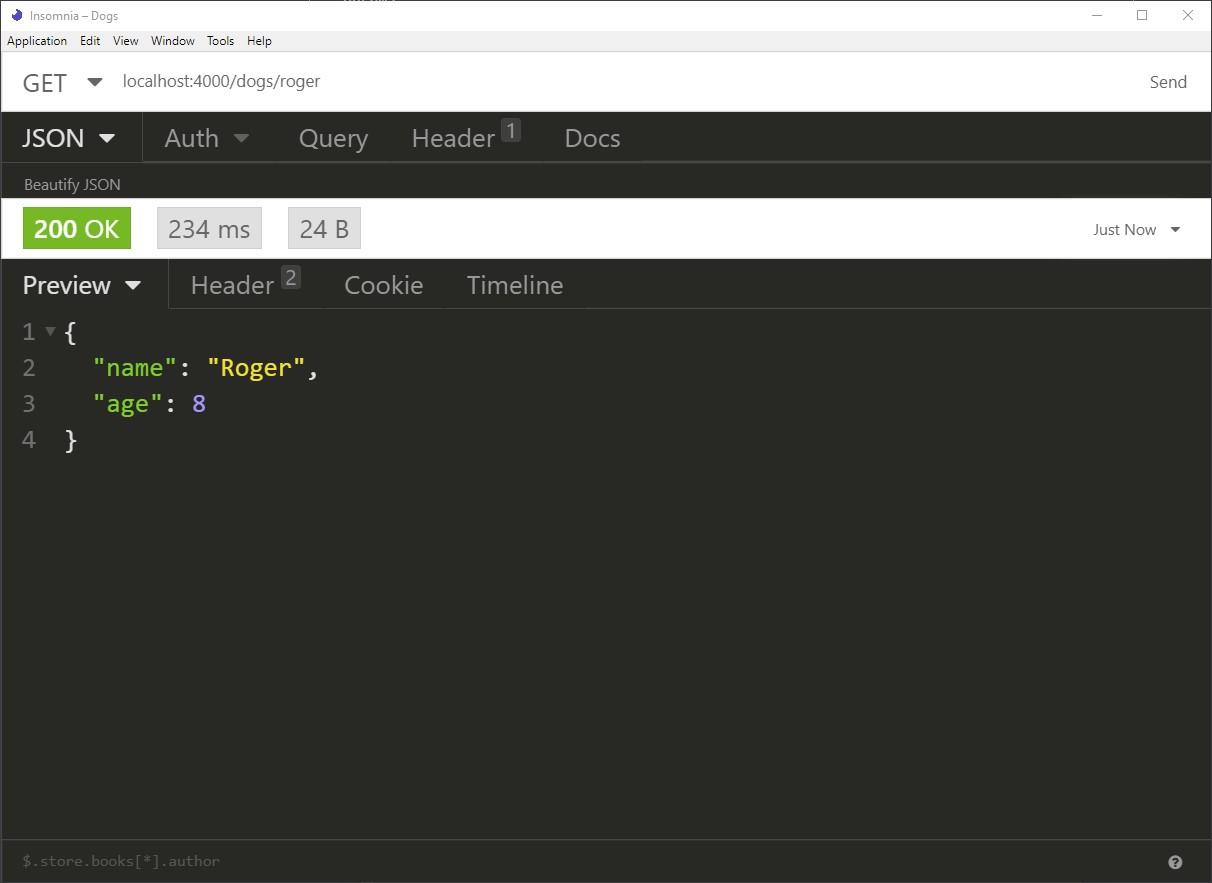 Insomnia – Dogs
Application Edit View Window Tools Help
GET localhost:4000/dogs/roger Send
JSON Auth Query Header 1 Docs
Beautify JSON
200 OK 234 ms 24 B Just Now
Preview Header 2 Cookie Timeline
1 {
2 "name": "Roger",
3 "age": 8
4 }
$.store.books[*].author ?